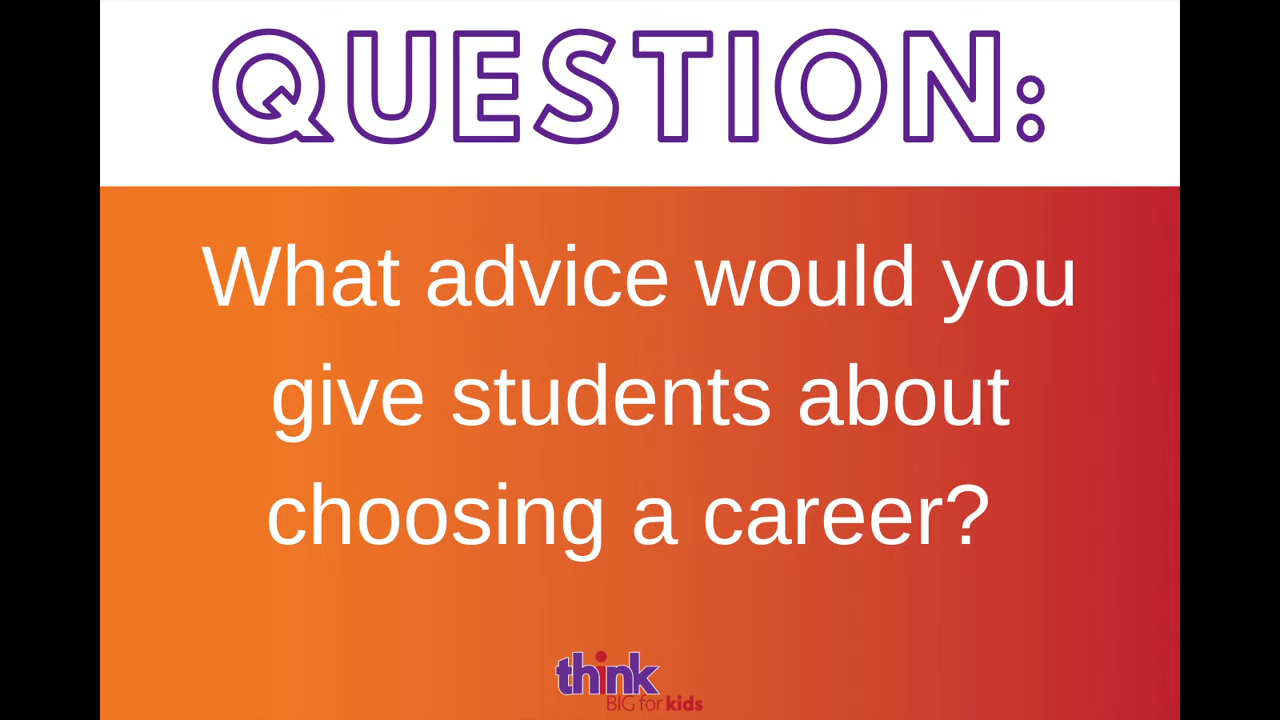 QUESTION:
What advice would you
give students about
choosing a career?
think
BIG for kids